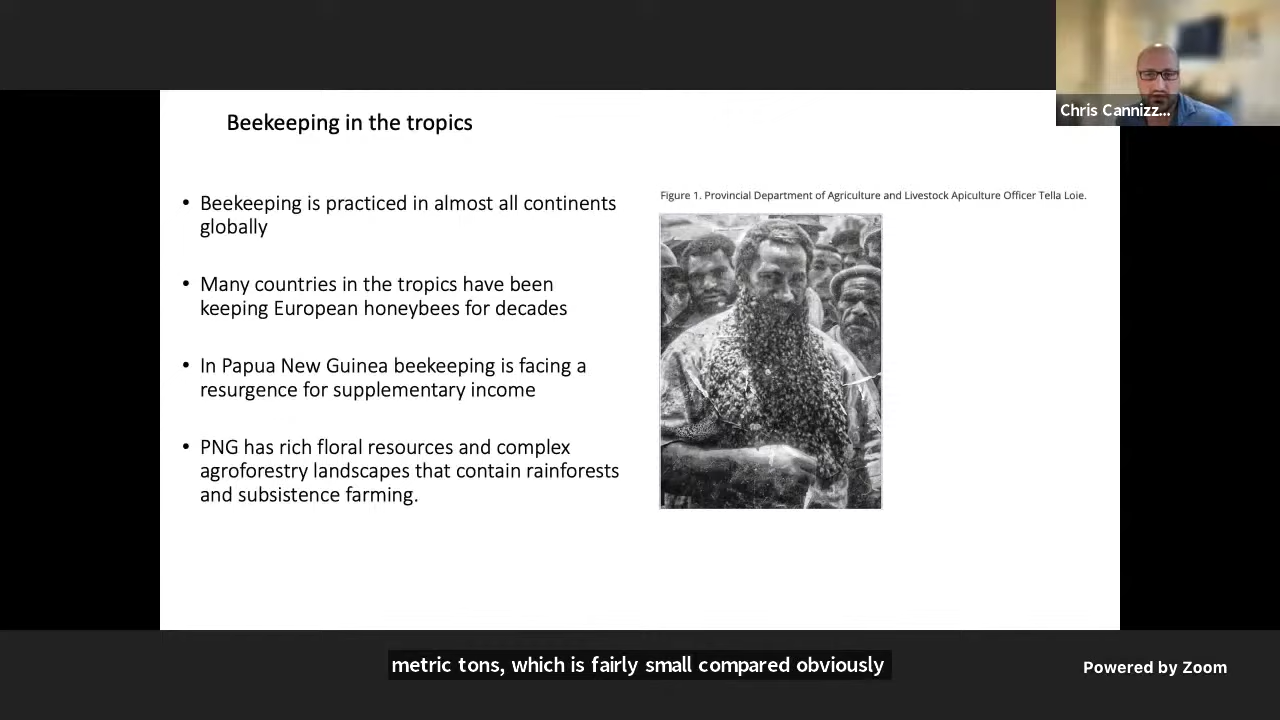 Chris Cannizz...
Beekeeping in the tropics
• Beekeeping is practiced in almost all continents
globally
• Many countries in the tropics have been
keeping European honeybees for decades
• In Papua New Guinea beekeeping is facing a
resurgence for supplementary income
• PNG has rich floral resources and complex
agroforestry landscapes that contain rainforests
and subsistence farming.
Figure 1. Provincial Department of Agriculture and Livestock Apiculture Officer Tella Loie.
metric tons, which is fairly small compared obviously
Powered by Zoom